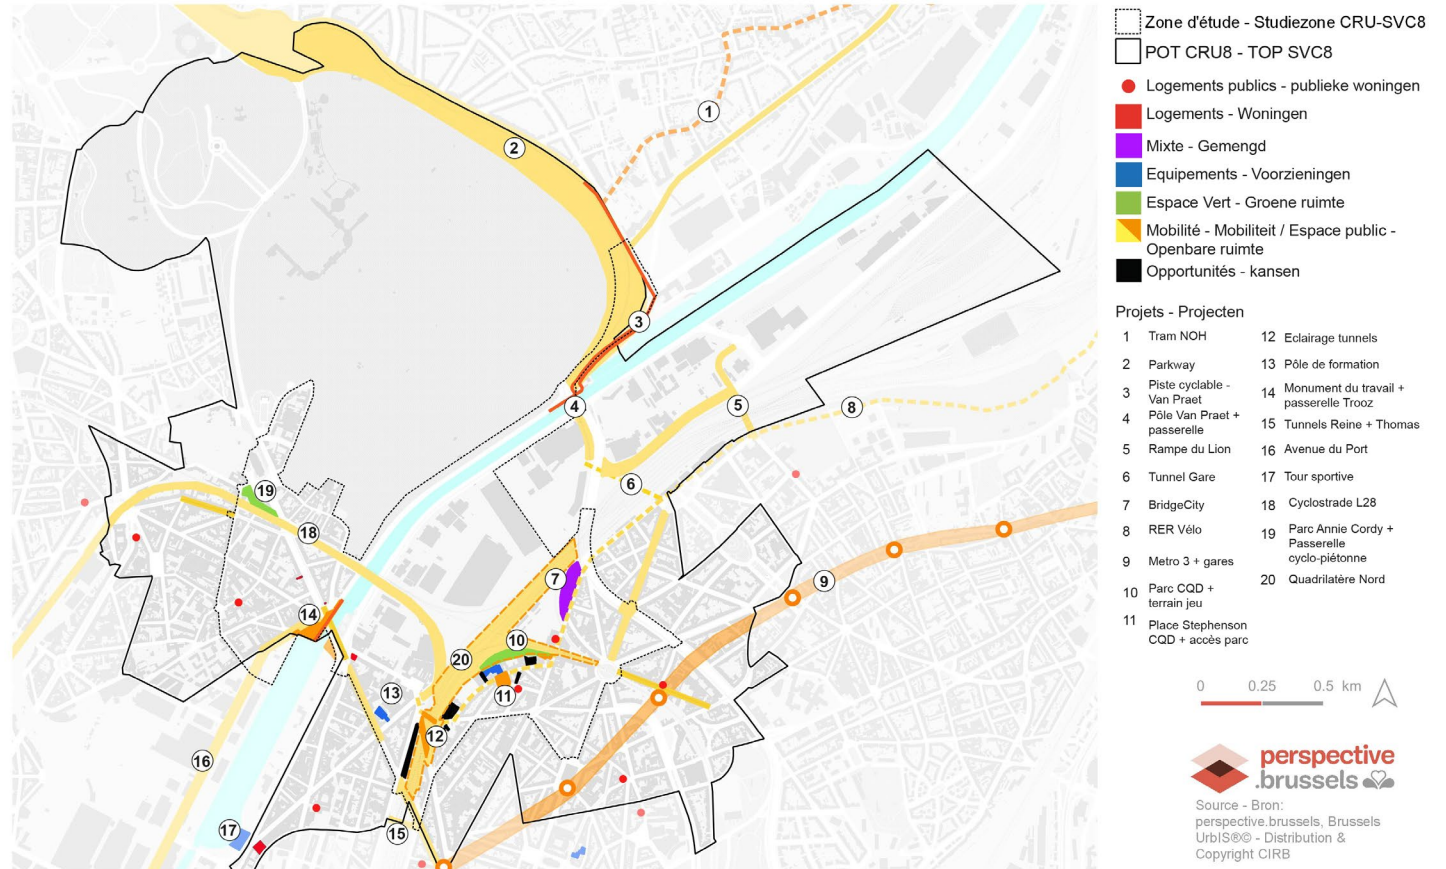 Zone d'étude - Studiezone CRU-SVC8
POT CRU8 - TOP SVC8
Logements publics - publieke woningen
Logements - Woningen
Mixte - Gemengd
Equipements - Voorzieningen
Espace Vert - Groene ruimte
Mobilité - Mobiliteit / Espace public -
Openbare ruimte
Opportunités - kansen
Projets - Projecten
1 Tram NOH
2 Parkway
3 Piste cyclable -
Van Praet
4 Pôle Van Praet +
passerelle
5 Rampe du Lion
6 Tunnel Gare
7 BridgeCity
8 RER Vélo
9 Metro 3 + gares
10 Parc CQD +
terrain jeu
11 Place Stephenson
CQD + accès parc
12 Eclairage tunnels
13 Pôle de formation
14 Monument du travail +
passerelle Trooz
15 Tunnels Reine + Thomas
16 Avenue du Port
17 Tour sportive
18 Cyclostrade L28
19 Parc Annie Cordy +
Passerelle
cyclo-piétonne
20 Quadrilatère Nord
0 0.25 0.5 km
perspective
.brussels
Source - Bron:
perspective.brussels, Brussels
UrbIS®© - Distribution &
Copyright CIRB
1
2
3
4
5
8
6
19
18
7
9
14
10
20
13
11
12
16
17
15